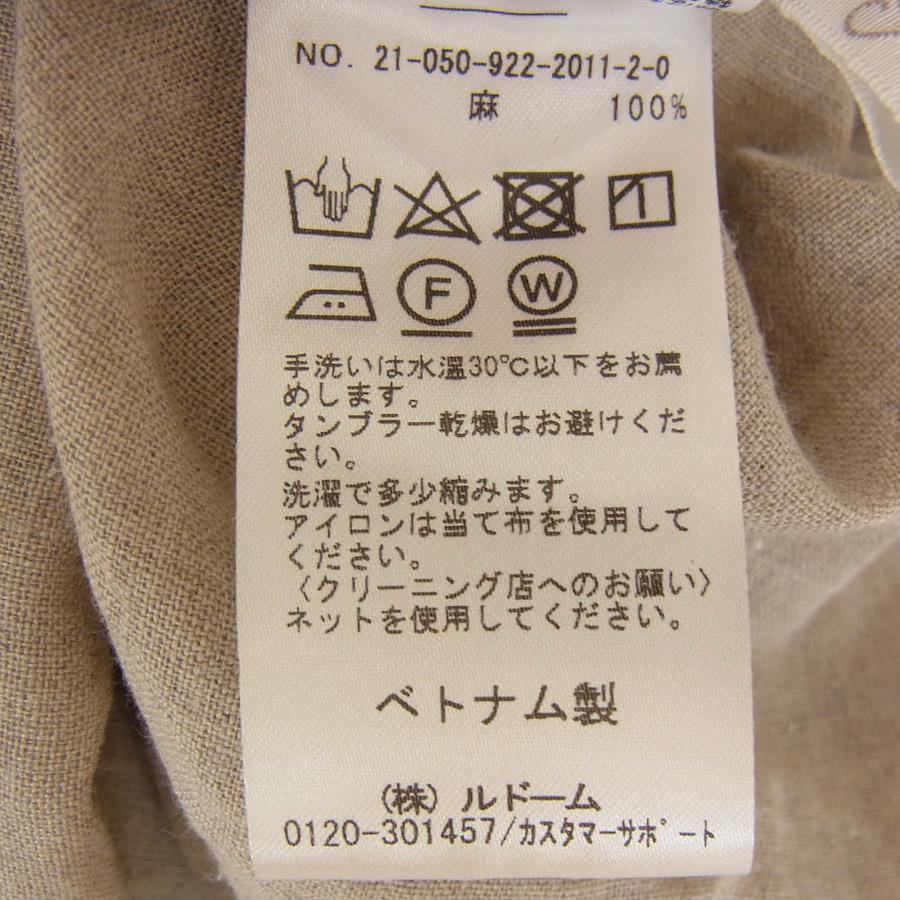 NO. 21-050-922-2011-2-0
麻 100%
F
W
手洗いは水温30℃以下をお薦
めします。
タンブラー乾燥はお避けくだ
さい。
洗濯で多少縮みます。
アイロンは当て布を使用して
ください。
〈クリーニング店へのお願い〉
ネットを使用してください。
ベトナム製
(株) ルドーム
0120-301457/カスタマーサポート